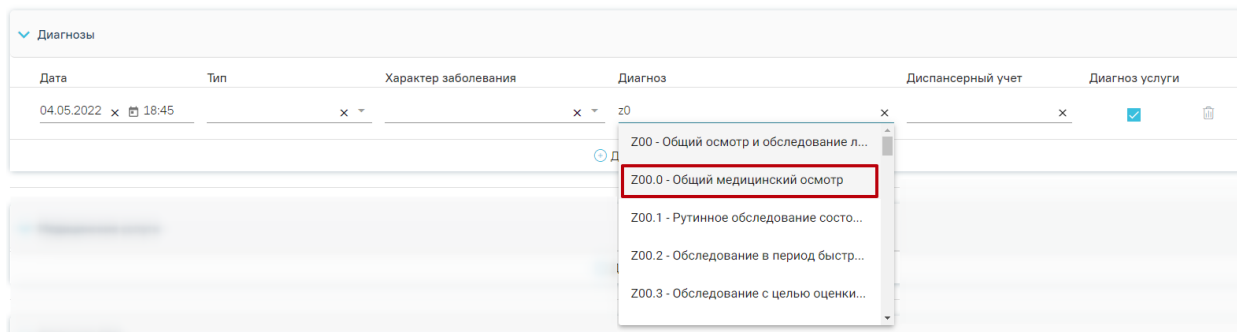 Диагнозы
Дата Тип Характер заболевания Диагноз Диспансерный учет Диагноз услуги
04.05.2022 18:45 z0
Z00 - Общий осмотр и обследование л...
Z00.0 - Общий медицинский осмотр
Z00.1 - Рутинное обследование состо...
Z00.2 - Обследование в период быстр...
Z00.3 - Обследование с целью оценки...